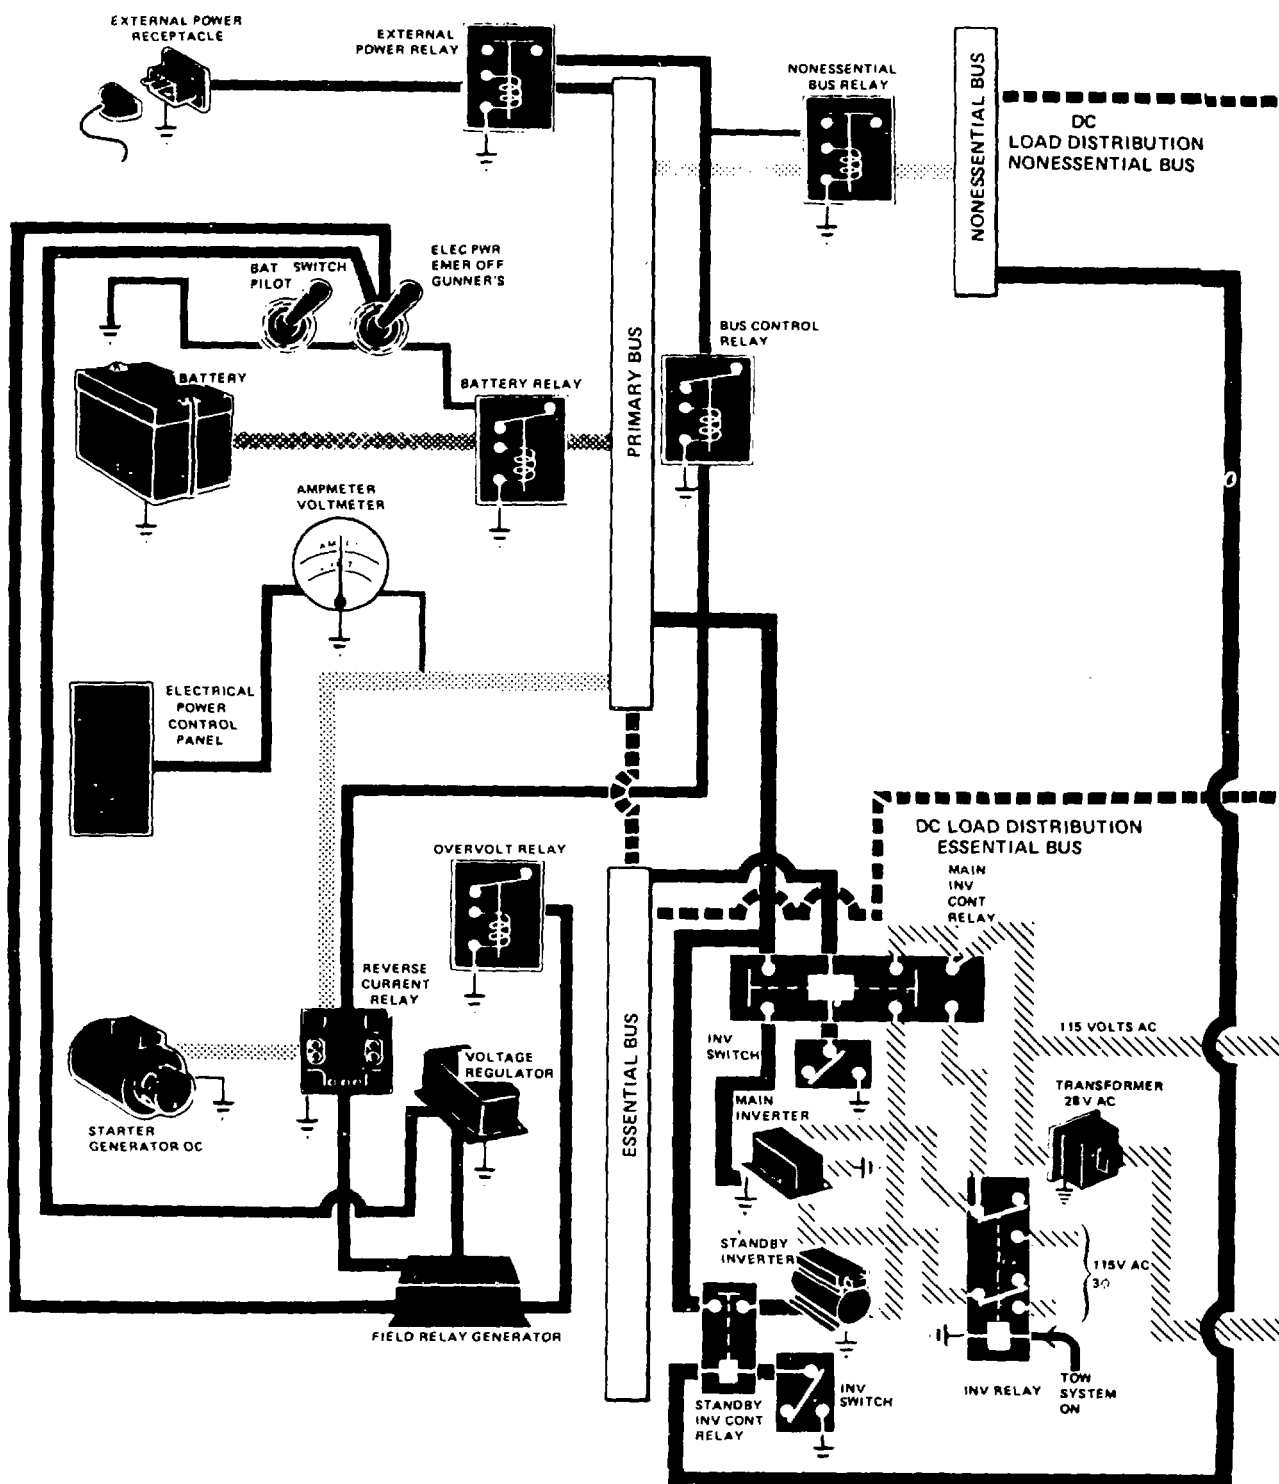 EXTERNAL POWER
RECEPTACLE
EXTERNAL
POWER RELAY
NONESSENTIAL
BUS RELAY
NONESSENTIAL BUS
DC
LOAD DISTRIBUTION
NONESSENTIAL BUS
BAT SWITCH
PILOT
ELEC PWR
EMER OFF
GUNNER'S
BUS CONTROL
RELAY
PRIMARY BUS
BATTERY
BATTERY RELAY
AMPMETER
VOLTMETER
ELECTRICAL
POWER
CONTROL
PANEL
DC LOAD DISTRIBUTION
ESSENTIAL BUS
OVERVOLT RELAY
MAIN
INV
CONT
RELAY
REVERSE
CURRENT
RELAY
ESSENTIAL BUS
INV
SWITCH
115 VOLTS AC
VOLTAGE
REGULATOR
MAIN
INVERTER
TRANSFORMER
28 V AC
STARTER
GENERATOR DC
STANDBY
INVERTER
115V AC
3ϕ
FIELD RELAY GENERATOR
STANDBY
INV CONT
RELAY
INV
SWITCH
INV RELAY
TOW
SYSTEM
ON